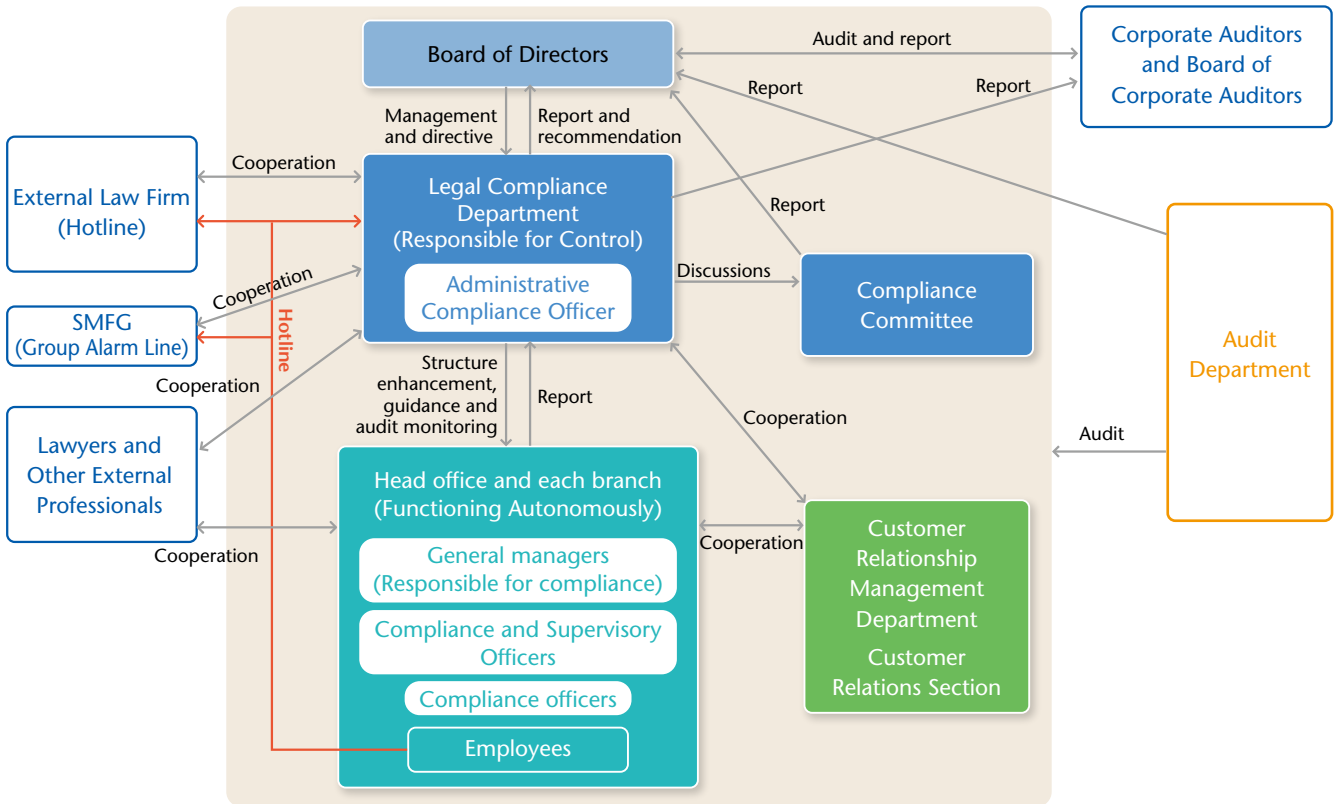 Board of Directors
Audit and report
Corporate Auditors
and Board of
Corporate Auditors
Report
Report
Management
and directive
Report and
recommendation
Cooperation
External Law Firm
(Hotline)
Legal Compliance
Department
(Responsible for Control)
Administrative
Compliance Officer
Report
Discussions
Compliance
Committee
Cooperation
SMFG
(Group Alarm Line)
Hotline
Audit
Department
Cooperation
Structure
enhancement,
guidance and
audit monitoring
Report
Cooperation
Audit
Lawyers and
Other External
Professionals
Cooperation
Head office and each branch
(Functioning Autonomously)
General managers
(Responsible for compliance)
Compliance and Supervisory
Officers
Compliance officers
Employees
Cooperation
Customer
Relationship
Management
Department
Customer
Relations Section